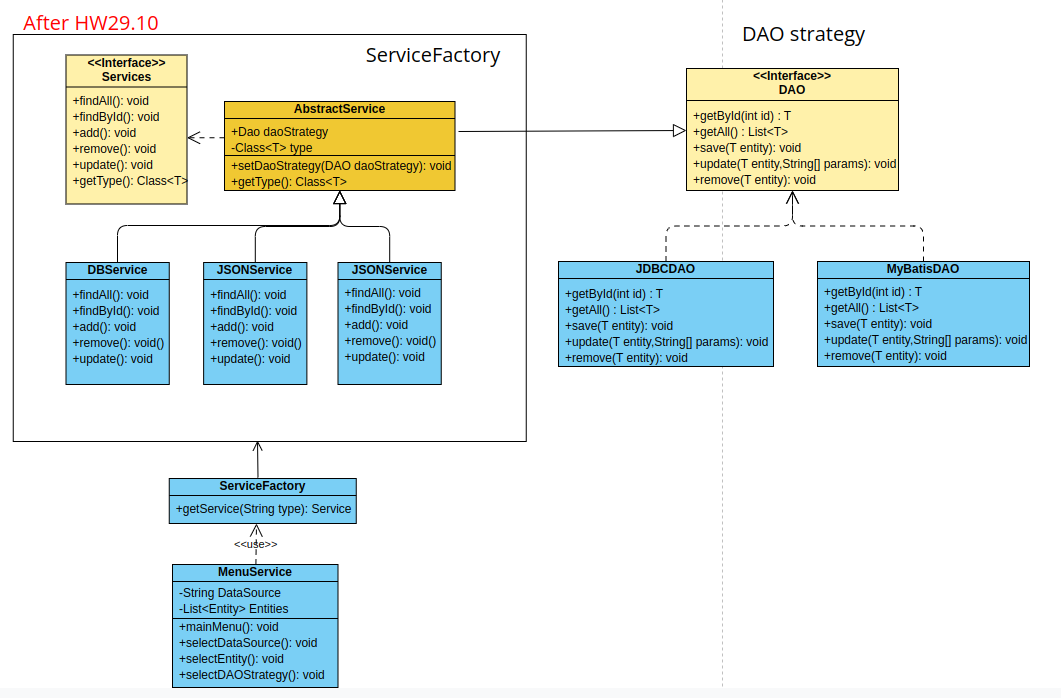 After HW29.10
ServiceFactory
<<Interface>>
Services
+findAll(): void
+findById(): void
+add(): void
+remove(): void
+update(): void
+getType(): Class<T>
AbstractService
+Dao daoStrategy
-Class<T> type
+setDaoStrategy(DAO daoStrategy): void
+getType(): Class<T>
DBService
+findAll(): void
+findById(): void
+add(): void
+remove(): void()
+update(): void
JSONService
+findAll(): void
+findById(): void
+add(): void
+remove(): void()
+update(): void
JSONService
+findAll(): void
+findById(): void
+add(): void
+remove(): void()
+update(): void
ServiceFactory
+getService(String type): Service
<<use>>
MenuService
-String DataSource
-List<Entity> Entities
+mainMenu(): void
+selectDataSource(): void
+selectEntity(): void
+selectDAOStrategy(): void
DAO strategy
<<Interface>>
DAO
+getById(int id) : T
+getAll() : List<T>
+save(T entity): void
+update(T entity,String[] params): void
+remove(T entity): void
JDBCDAO
+getById(int id) : T
+getAll() : List<T>
+save(T entity): void
+update(T entity,String[] params): void
+remove(T entity): void
MyBatisDAO
+getById(int id) : T
+getAll() : List<T>
+save(T entity): void
+update(T entity,String[] params): void
+remove(T entity): void